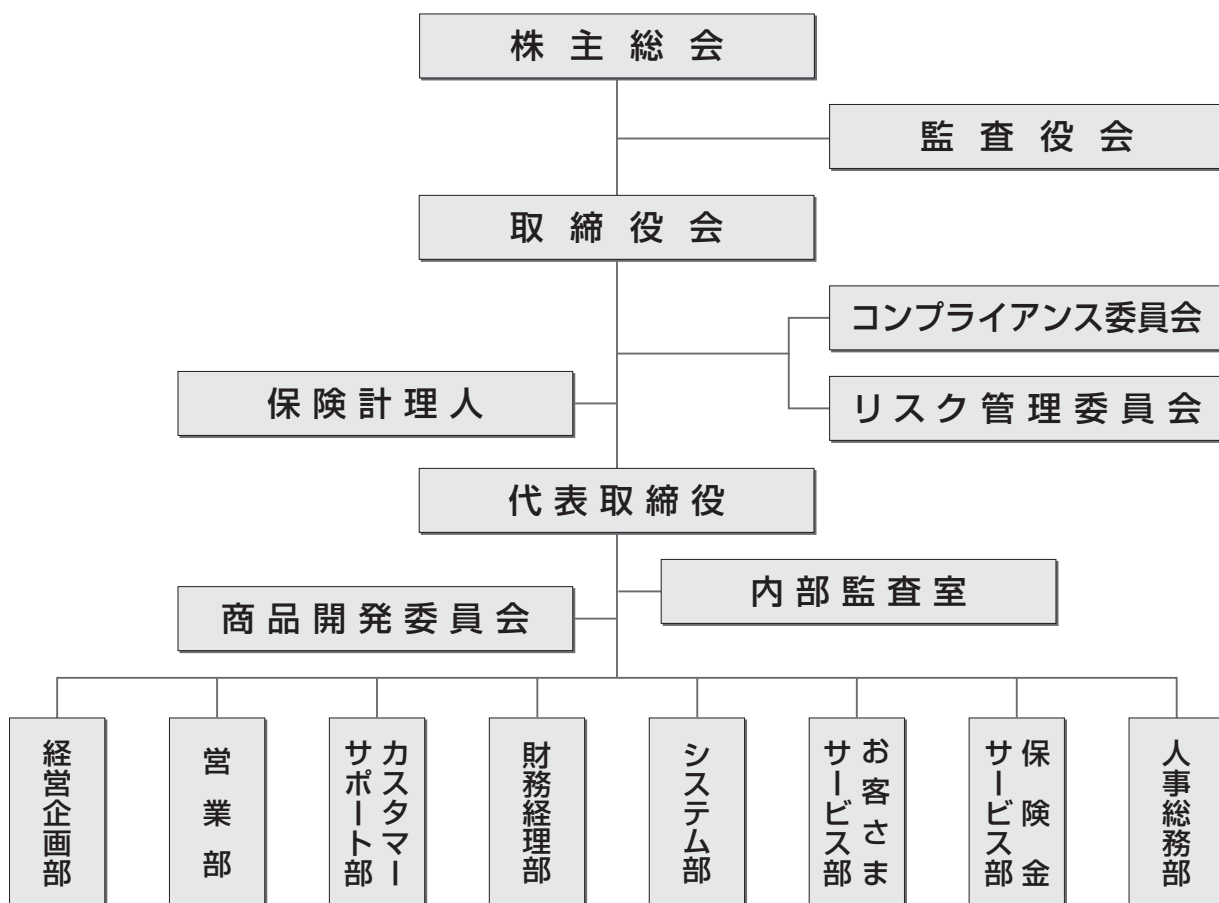 株主総会
監査役会
取締役会
コンプライアンス委員会
保険計理人
リスク管理委員会
代表取締役
内部監査室
商品開発委員会
経営企画部
営業部
カスタマー
サポート部
財務経理部
システム部
お客さま
サービス部
保険金
サービス部
人事総務部